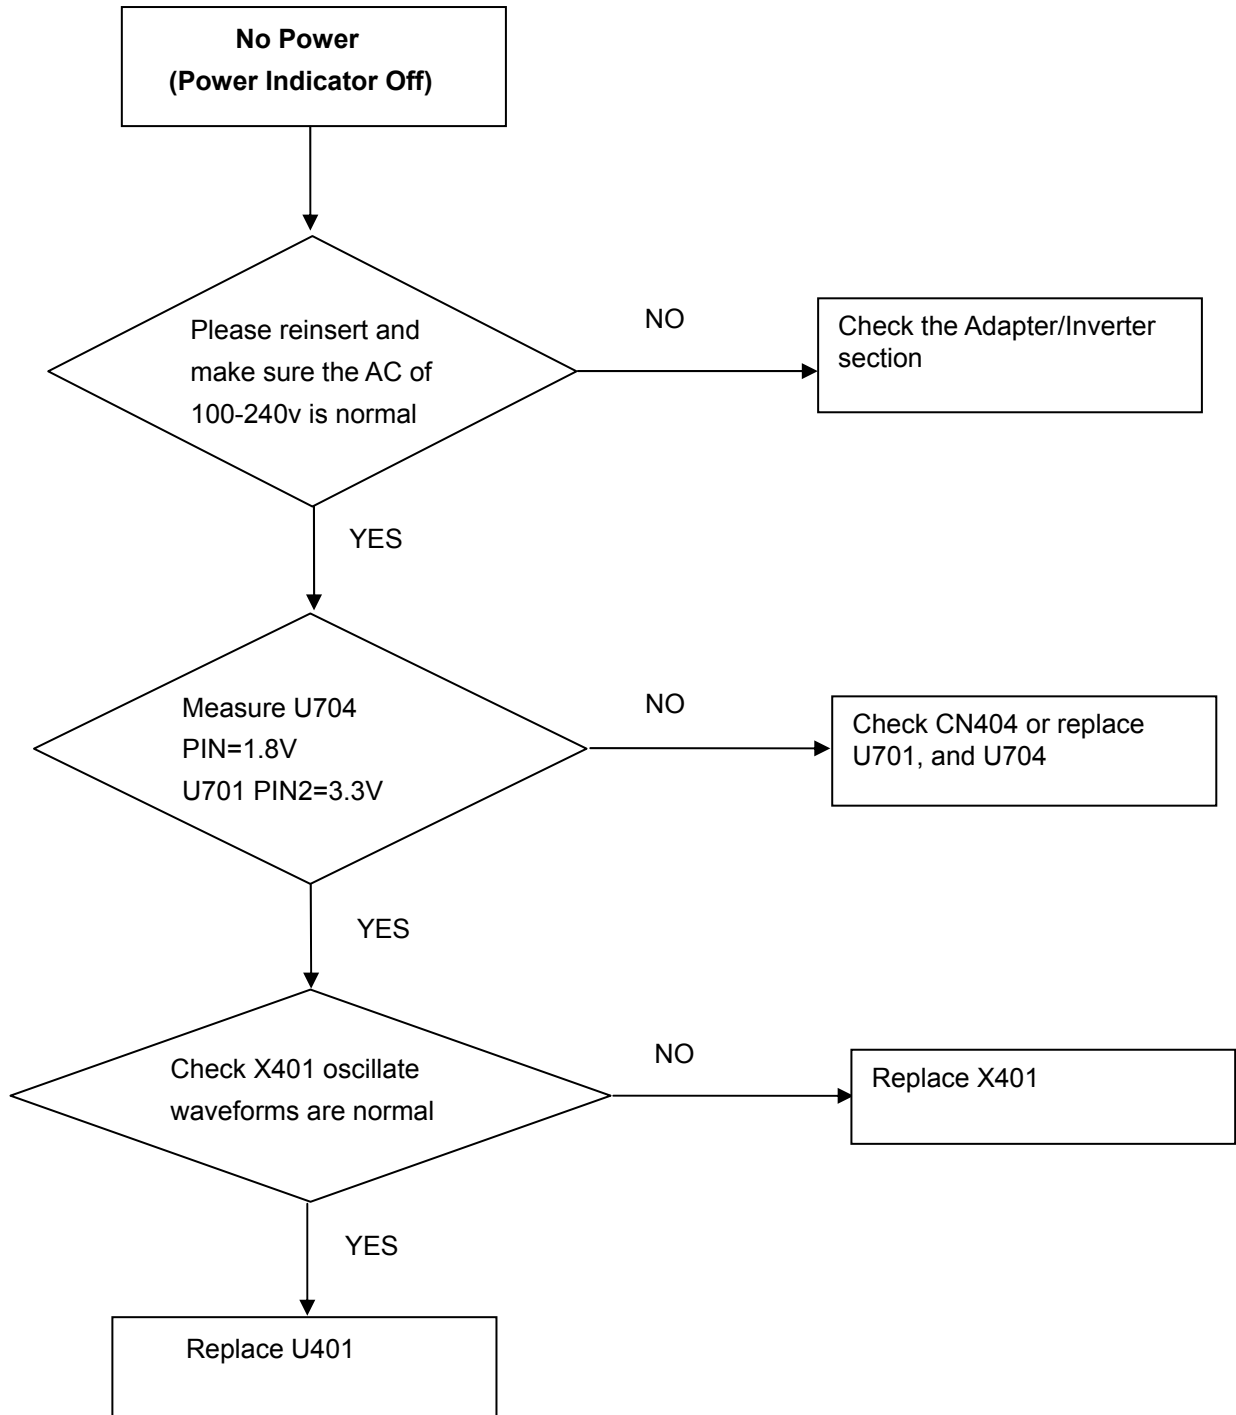 No Power
(Power Indicator Off)
Please reinsert and
make sure the AC of
100-240v is normal
NO
Check the Adapter/Inverter
section
YES
Measure U704
PIN=1.8V
U701 PIN2=3.3V
NO
Check CN404 or replace
U701, and U704
YES
Check X401 oscillate
waveforms are normal
NO
Replace X401
YES
Replace U401